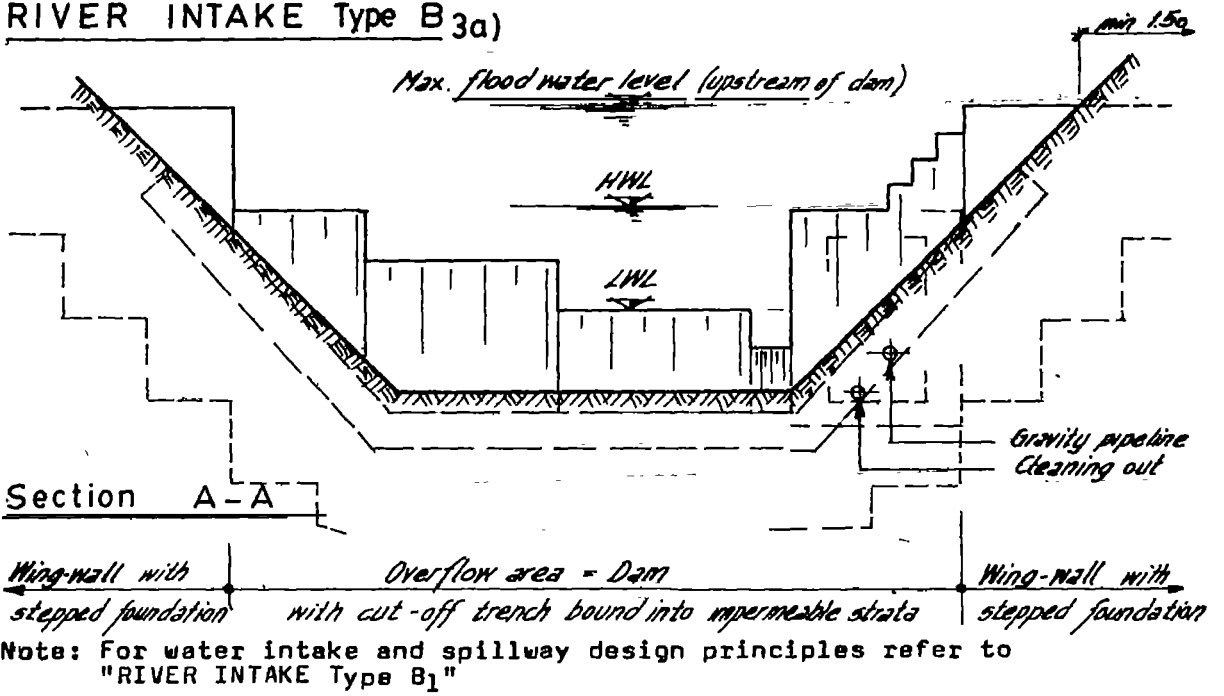 RIVER INTAKE Type B 3a)
min 1.50
Max. flood water level (upstream of dam)
HWL
LWL
Gravity pipeline
Cleaning out
Section A-A
Wing-wall with stepped foundation
Overflow area = Dam
with cut-off trench bound into impermeable strata
Wing-wall with stepped foundation
Note: For water intake and spillway design principles refer to
"RIVER INTAKE Type B1"